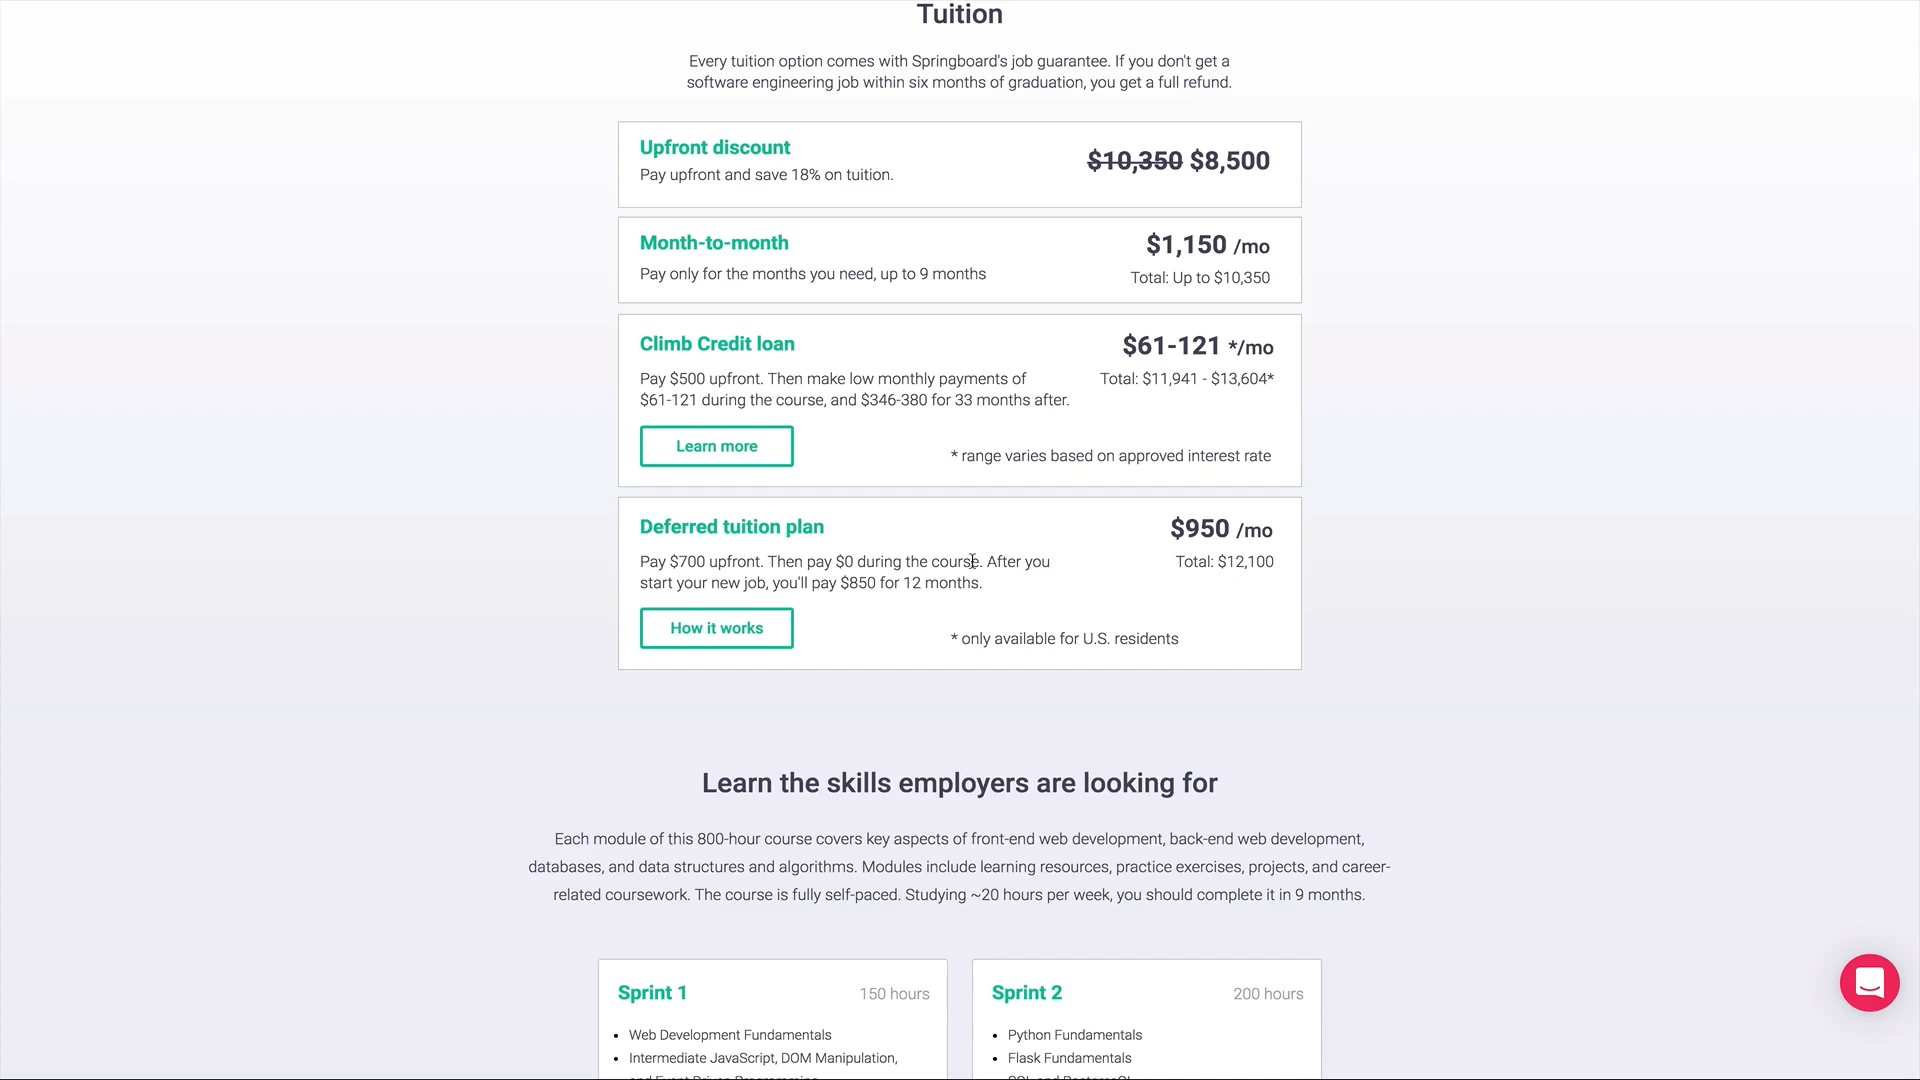 Tuition
Every tuition option comes with Springboard's job guarantee. If you don't get a
software engineering job within six months of graduation, you get a full refund.
Upfront discount
$10,350 $8,500
Pay upfront and save 18% on tuition.
Month-to-month
$1,150 /mo
Pay only for the months you need, up to 9 months
Total: Up to $10,350
Climb Credit loan
$61-121 */mo
Pay $500 upfront. Then make low monthly payments of
Total: $11,941 - $13,604*
$61-121 during the course, and $346-380 for 33 months after.
Learn more
* range varies based on approved interest rate
Deferred tuition plan
$950 /mo
Pay $700 upfront. Then pay $0 during the course. After you
Total: $12,100
start your new job, you'll pay $850 for 12 months.
How it works
* only available for U.S. residents
Learn the skills employers are looking for
Each module of this 800-hour course covers key aspects of front-end web development, back-end web development,
databases, and data structures and algorithms. Modules include learning resources, practice exercises, projects, and career-
related coursework. The course is fully self-paced. Studying ~20 hours per week, you should complete it in 9 months.
Sprint 1
150 hours
• Web Development Fundamentals
• Intermediate JavaScript, DOM Manipulation,
and Event Driven Programming
Sprint 2
200 hours
• Python Fundamentals
• Flask Fundamentals
SQL and PostgreSQL